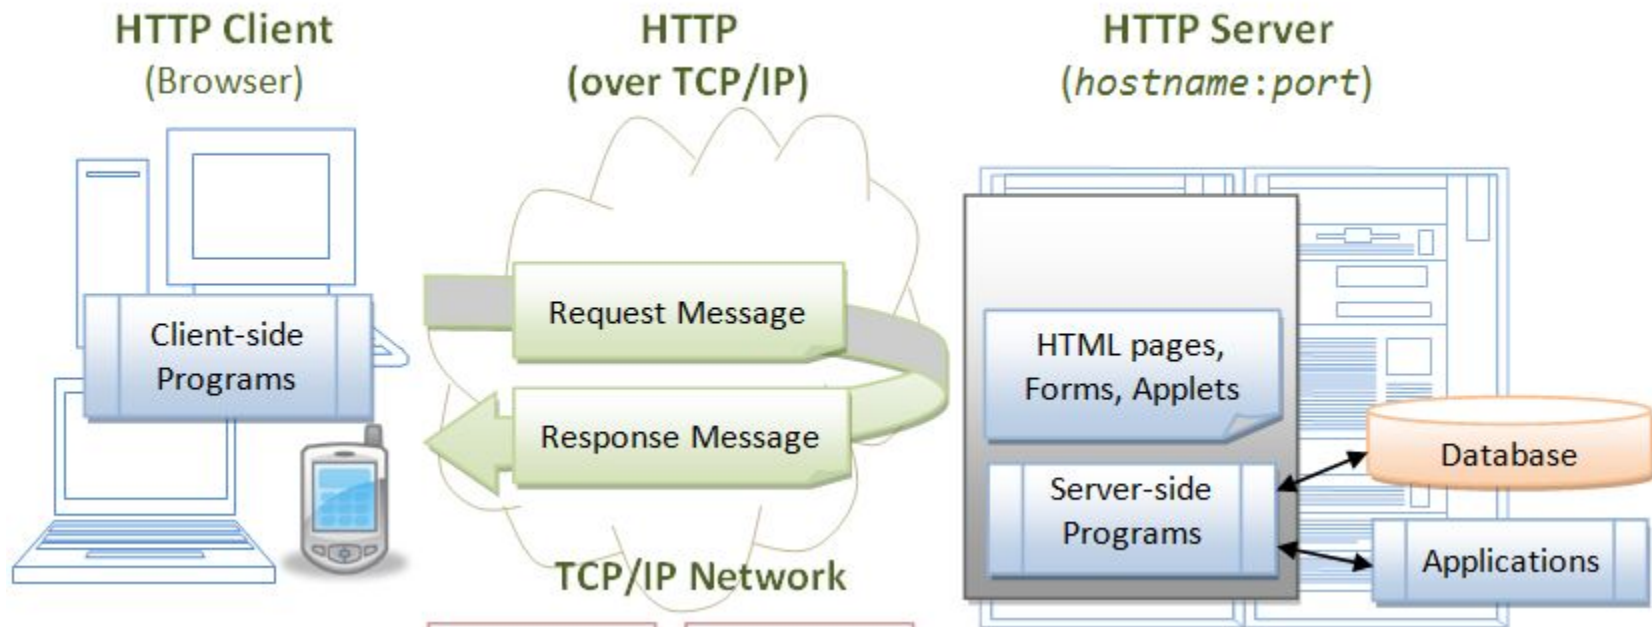 HTTP Client
(Browser)
HTTP
(over TCP/IP)
HTTP Server
(hostname:port)
Client-side
Programs
Request Message
Response Message
HTML pages,
Forms, Applets
Server-side
Programs
Database
Applications
TCP/IP Network